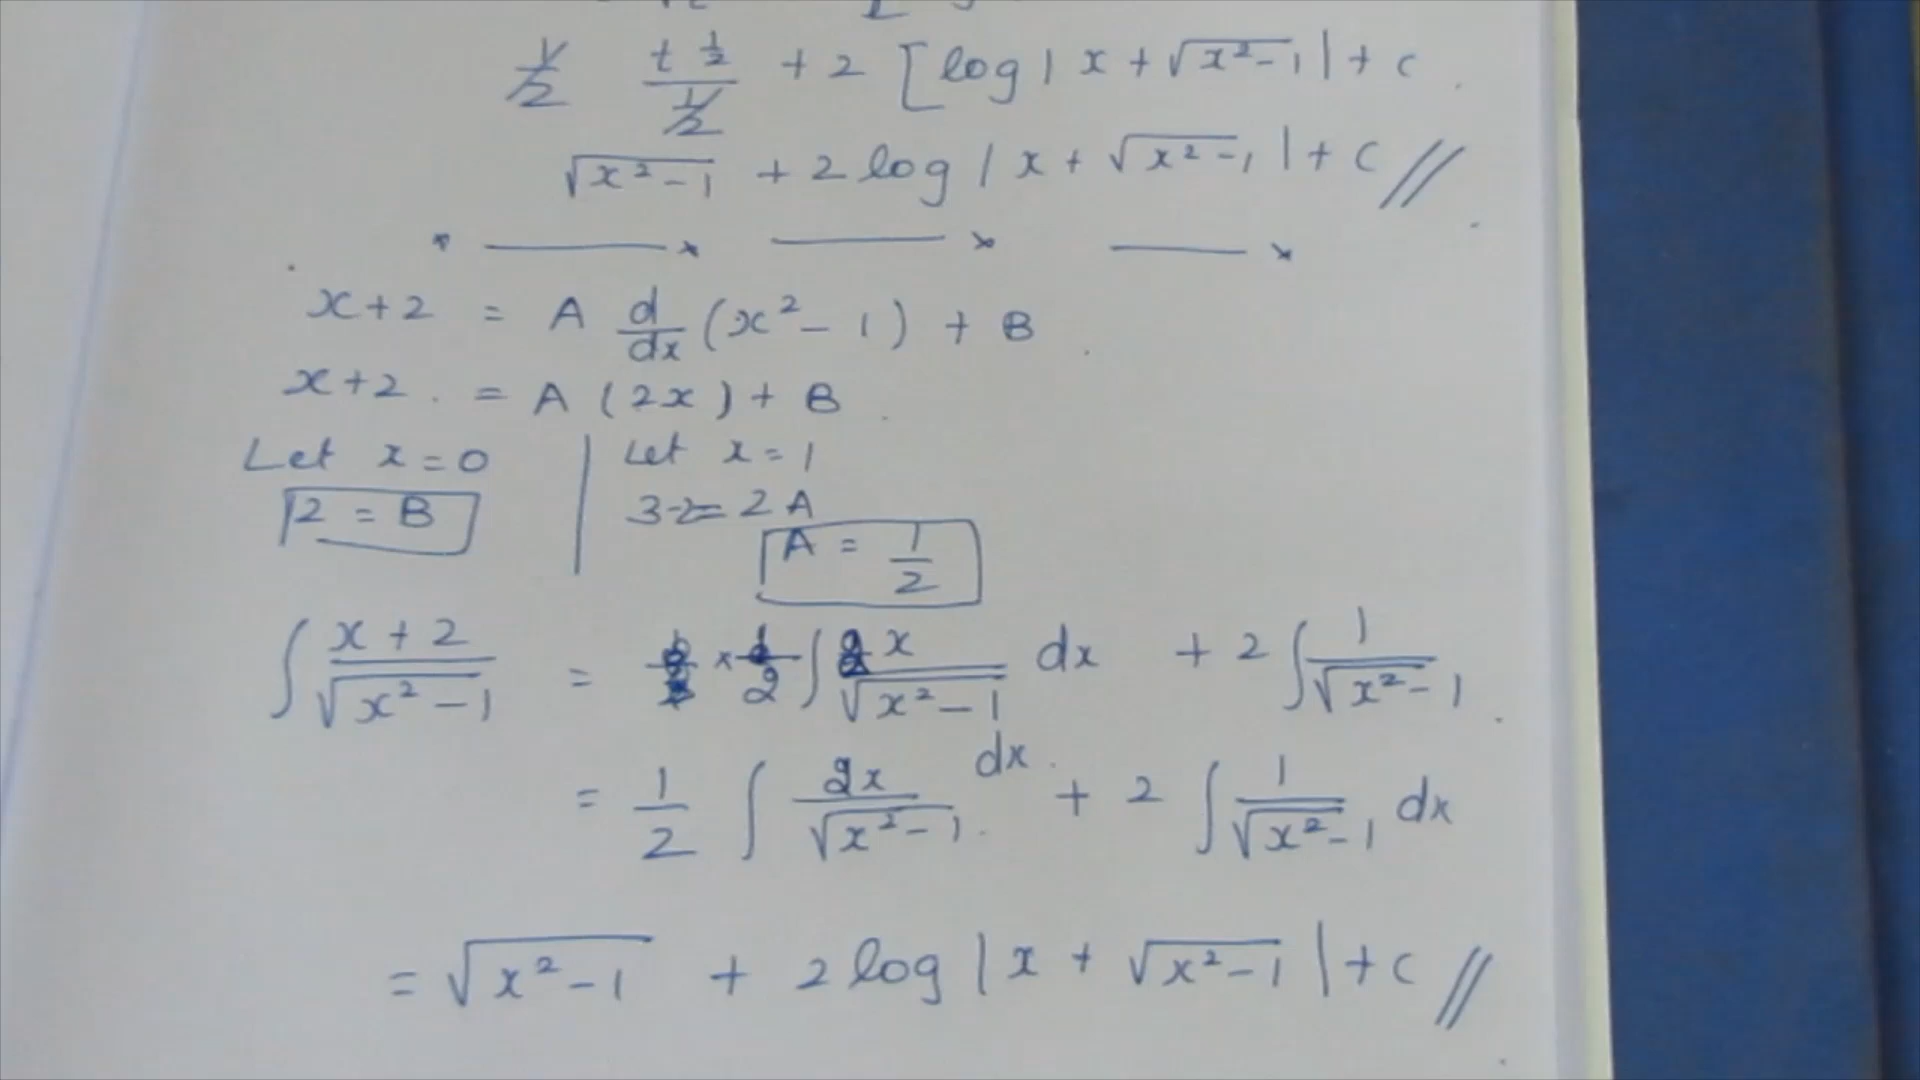 1/2 t^1/2 / 1/2 + 2 [log | x + √x²-1 | + c
√x²-1 + 2 log | x + √x²-1 | + c //
x+2 = A d/dx (x²-1) + B
x+2 = A (2x) + B
Let x=0 | Let x=1
2 = B | 3-2= 2A
A = 1/2
∫ x+2 / √x²-1 = × 1/2 ∫ 2x / √x²-1 dx + 2 ∫ 1 / √x²-1
= 1/2 ∫ 2x / √x²-1 dx + 2 ∫ 1 / √x²-1 dx
= √x²-1 + 2 log | x + √x²-1 | + c //